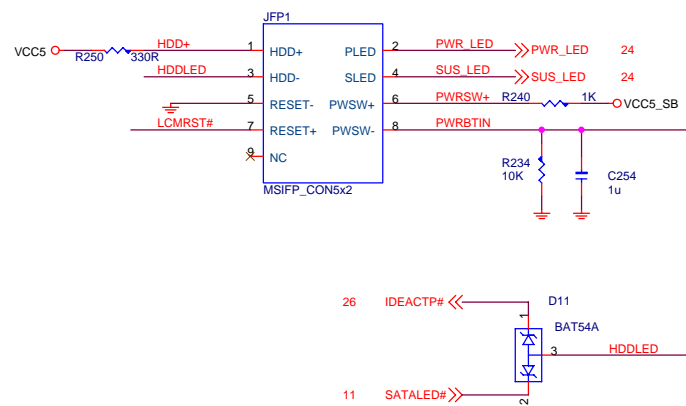 JFP1
VCC5 R250 330R HDD+ 1 HDD+ PLED 2 PWR_LED PWR_LED 24
HDDLED 3 HDD- SLED 4 SUS_LED SUS_LED 24
5 RESET- PWSW+ 6 PWRSW+ R240 1K VCC5_SB
LCMRST# 7 RESET+ PWSW- 8 PWRBTIN
9 NC
MSIFP_CON5x2
R234
10K
C254
1u
26 IDEACTP# D11
1
BAT54A
3 HDDLED
11 SATALED# 2